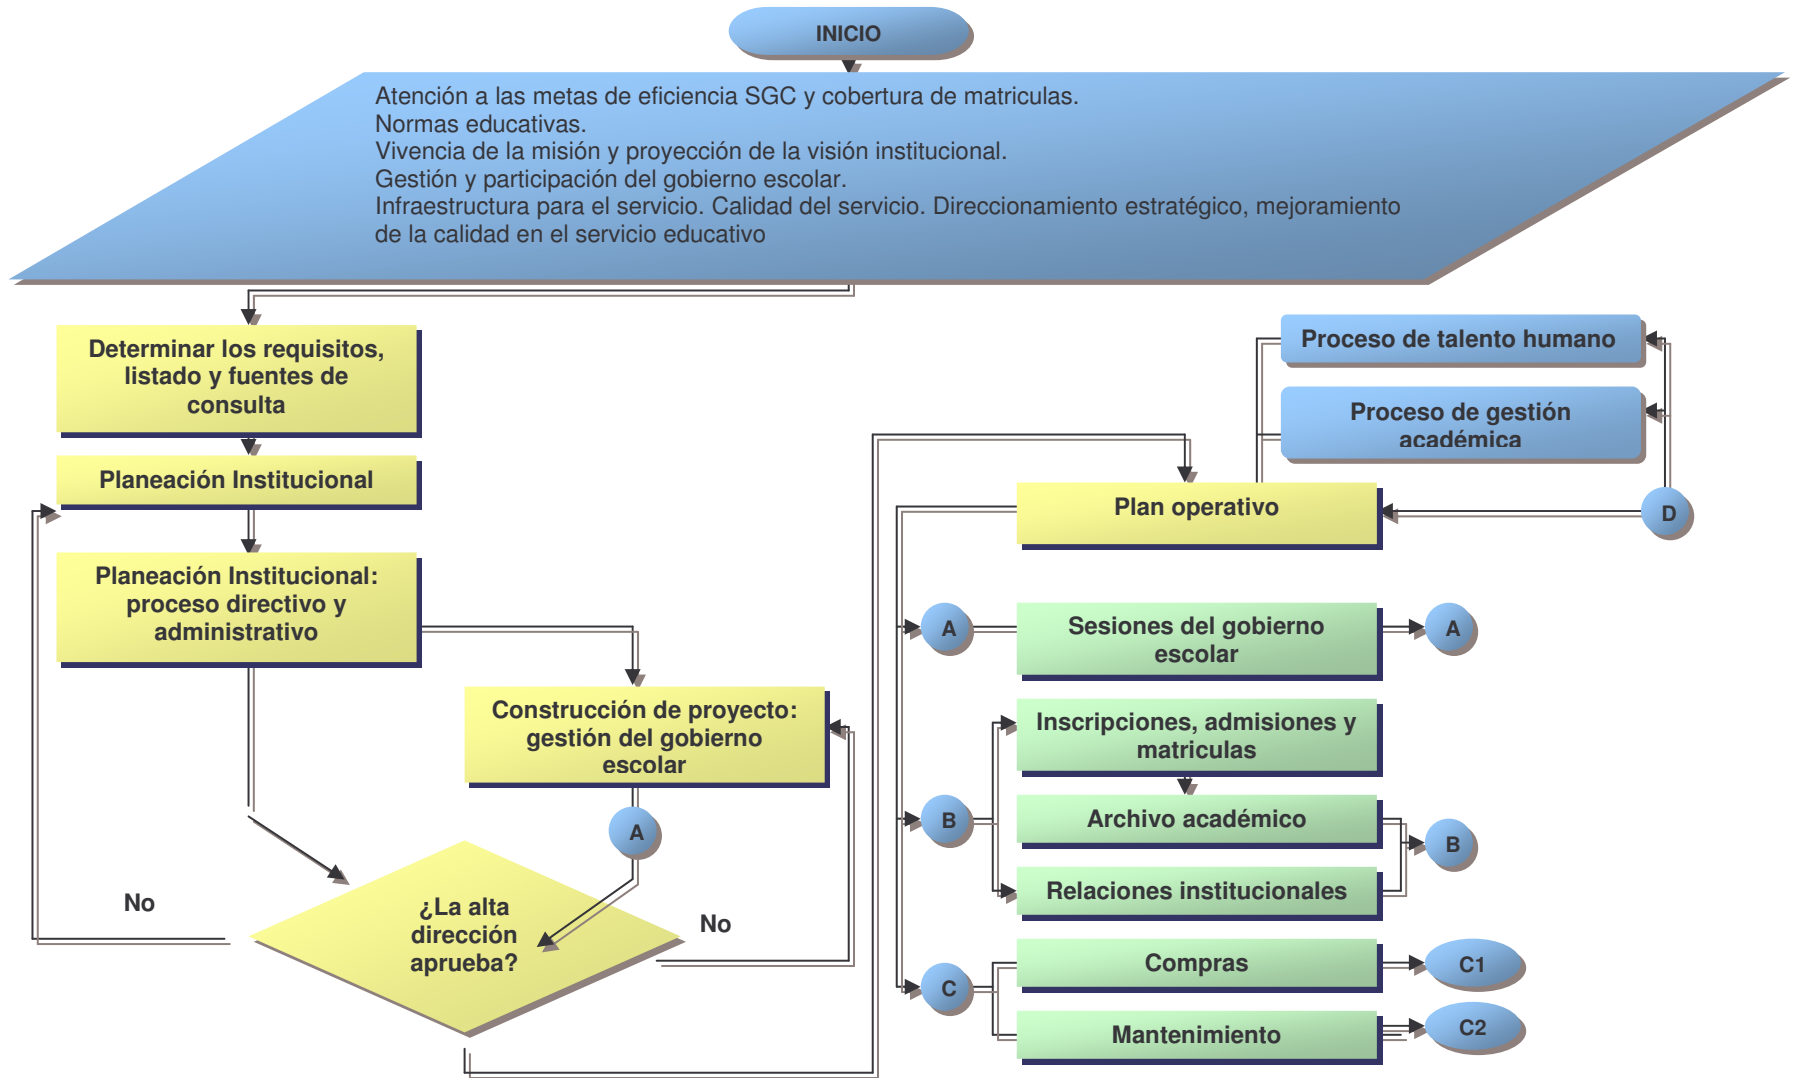 INICIO
Atención a las metas de eficiencia SGC y cobertura de matriculas.
Normas educativas.
Vivencia de la misión y proyección de la visión institucional.
Gestión y participación del gobierno escolar.
Infraestructura para el servicio. Calidad del servicio. Direccionamiento estratégico, mejoramiento
de la calidad en el servicio educativo
Determinar los requisitos,
listado y fuentes de
consulta
Planeación Institucional
Planeación Institucional:
proceso directivo y
administrativo
Construcción de proyecto:
gestión del gobierno
escolar
A
¿La alta
dirección
aprueba?
No
No
Proceso de talento humano
Proceso de gestión
académica
D
Plan operativo
A
Sesiones del gobierno
escolar
A
Inscripciones, admisiones y
matriculas
B
Archivo académico
B
Relaciones institucionales
C
Compras
C1
Mantenimiento
C2